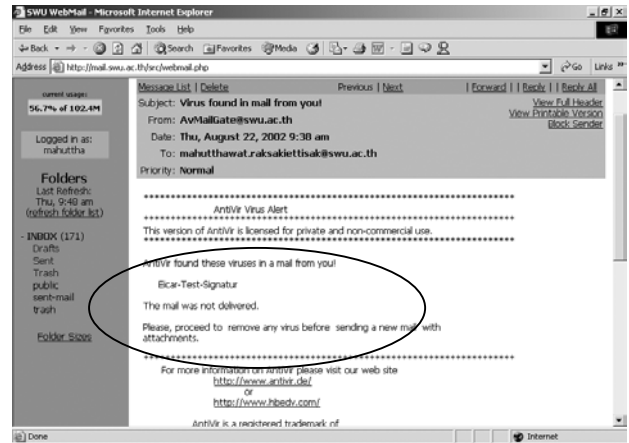 SWU WebMail - Microsoft Internet Explorer
File Edit View Favorites Tools Help
Back Search Favorites Media
Address http://mail.swu.ac.th/src/webmail.php Go Links
current usage:
56.7% of 102.4M
Logged in as:
mahuttha
Folders
Last Refresh:
Thu, 9:48 am
(refresh folder list)
- INBOX (171)
Drafts
Sent
Trash
public
sent-mail
trash
Folder Sizes
Message List | Delete Previous | Next | Forward | | Reply | | Reply All
Subject: Virus found in mail from you!
View Full Header
View Printable Version
Block Sender
From: AvMailGate@swu.ac.th
Date: Thu, August 22, 2002 9:38 am
To: mahutthawat.raksakiettisak@swu.ac.th
Priority: Normal
AntiVir Virus Alert
This version of AntiVir is licensed for private and non-commercial use.
AntiVir found these viruses in a mail from you!
Eicar-Test-Signatur
The mail was not delivered.
Please, proceed to remove any virus before sending a new mail with
attachments.
For more information on AntiVir please visit our web site
http://www.antivir.de/
or
http://www.hbedv.com/
AntiVir is a registered trademark of
Done Internet